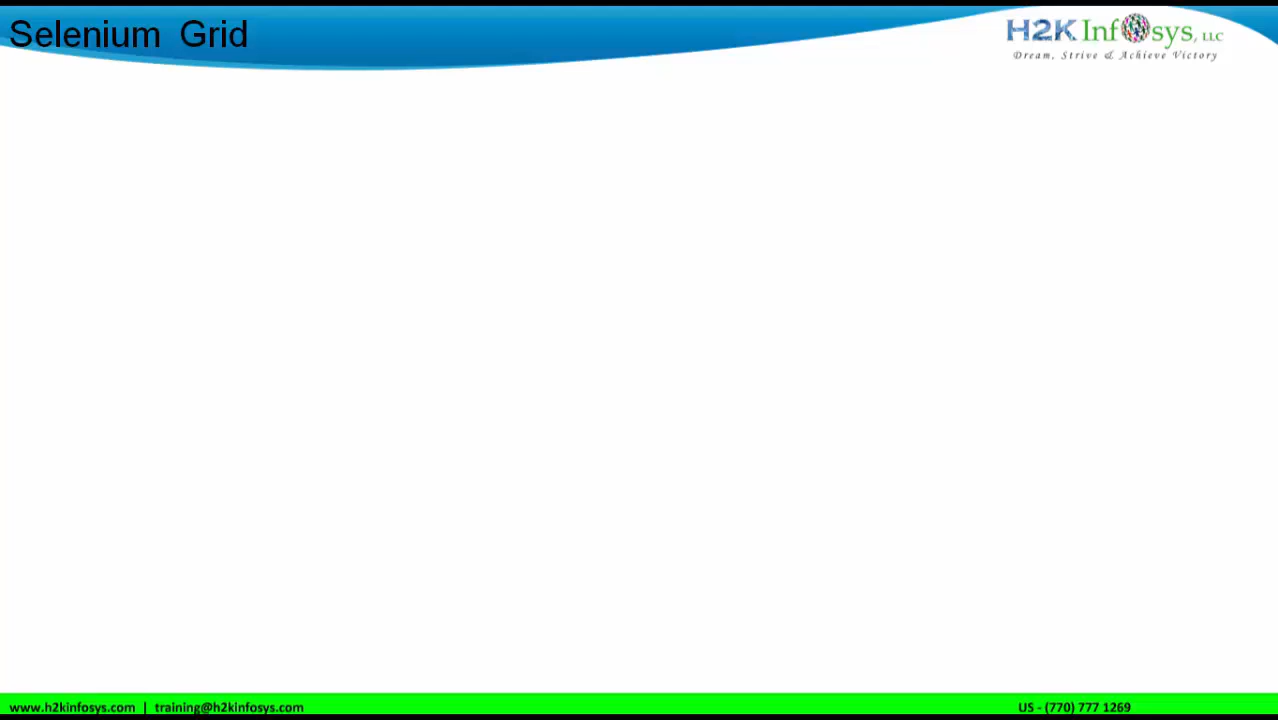 Selenium Grid
H2K Infosys, LLC
Dream, Strive & Achieve Victory
www.h2kinfosys.com | training@h2kinfosys.com
US - (770) 777 1269